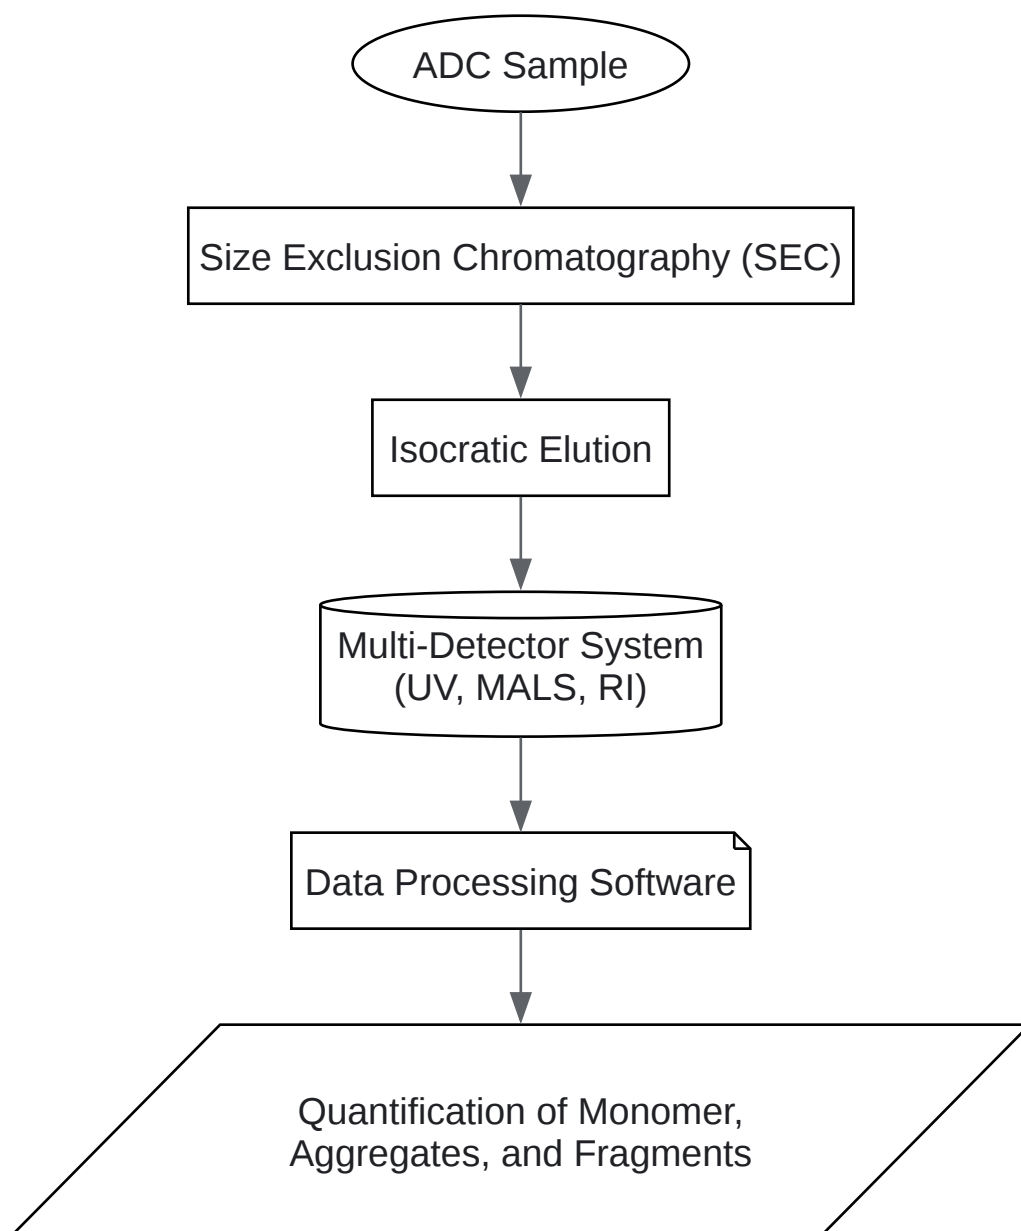 ADC Sample
Size Exclusion Chromatography (SEC)
Isocratic Elution
Multi-Detector System
(UV, MALS, RI)
Data Processing Software
Quantification of Monomer,
Aggregates, and Fragments